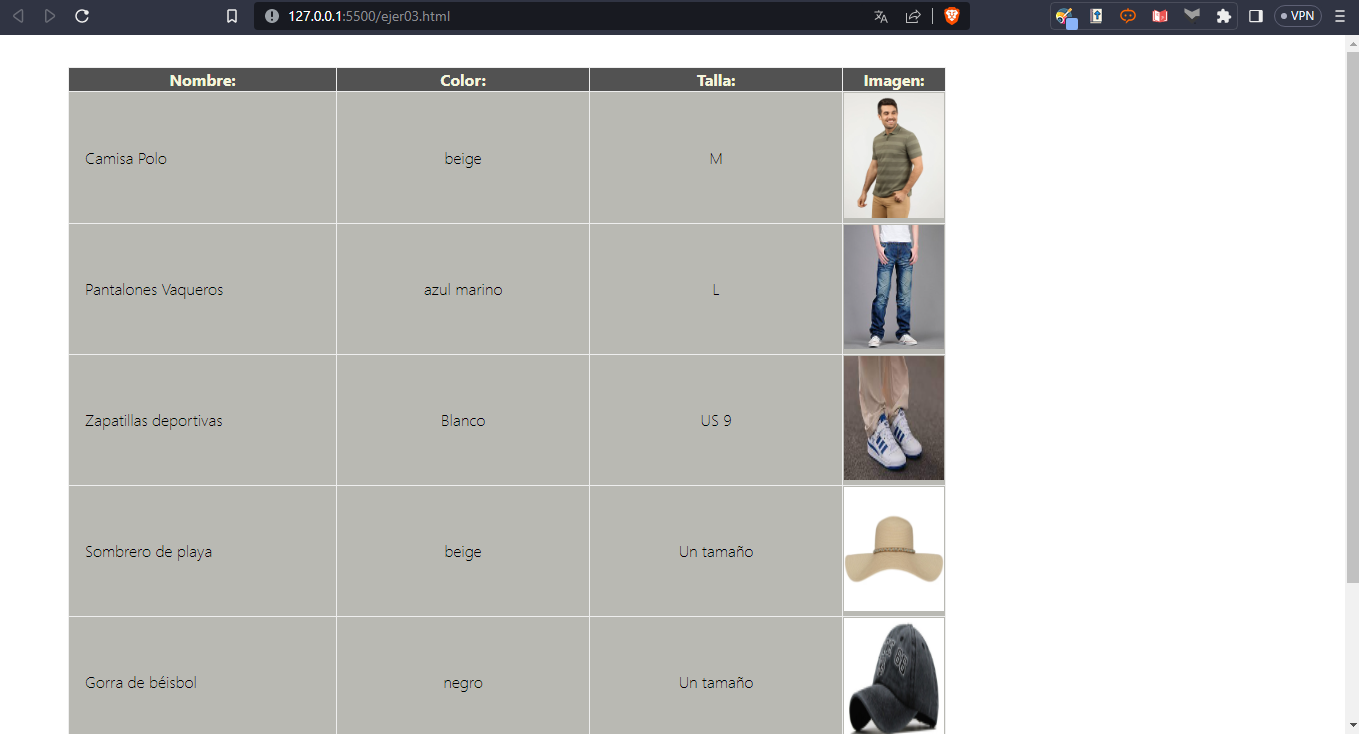 127.0.0.1:5500/ejer03.html
VPN
Nombre: Color: Talla: Imagen:
Camisa Polo beige M
Pantalones Vaqueros azul marino L
Zapatillas deportivas Blanco US 9
Sombrero de playa beige Un tamaño
Gorra de béisbol negro Un tamaño